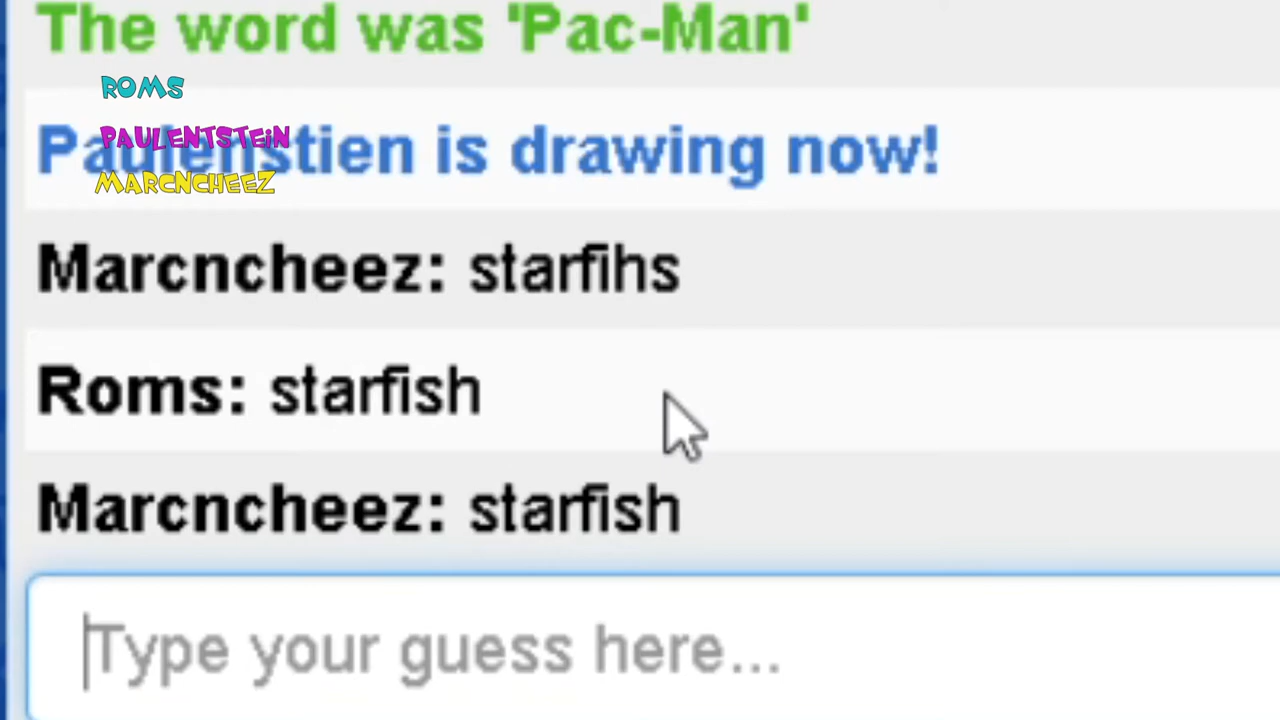 The word was 'Pac-Man'
ROMS
PAULENTSTEiN
Paulenstien is drawing now!
MARCNCHEEZ
Marcncheez: starfihs
Roms: starfish
Marcncheez: starfish
Type your guess here...